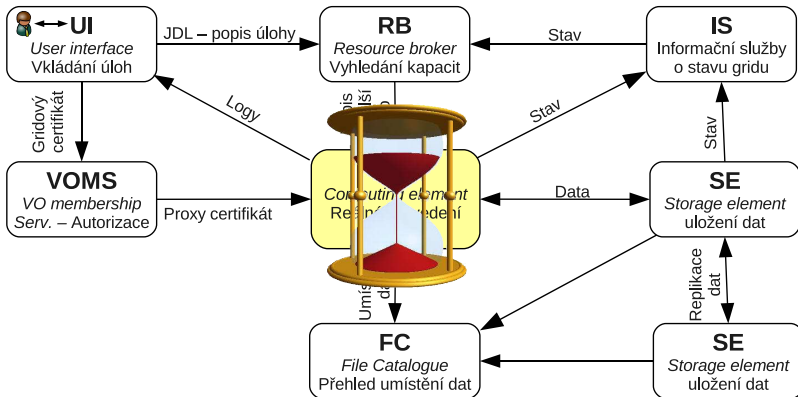 UI
User interface
Vkládání úloh
JDL – popis úlohy
RB
Resource broker
Vyhledání kapacit
Stav
IS
Informační služby
o stavu gridu
Gridový
certifikát
Logy
Stav
Stav
VOMS
VO membership
Serv. – Autorizace
Proxy certifikát
element
Data
SE
Storage element
uložení dat
Replikace
dat
FC
File Catalogue
Přehled umístění dat
SE
Storage element
uložení dat